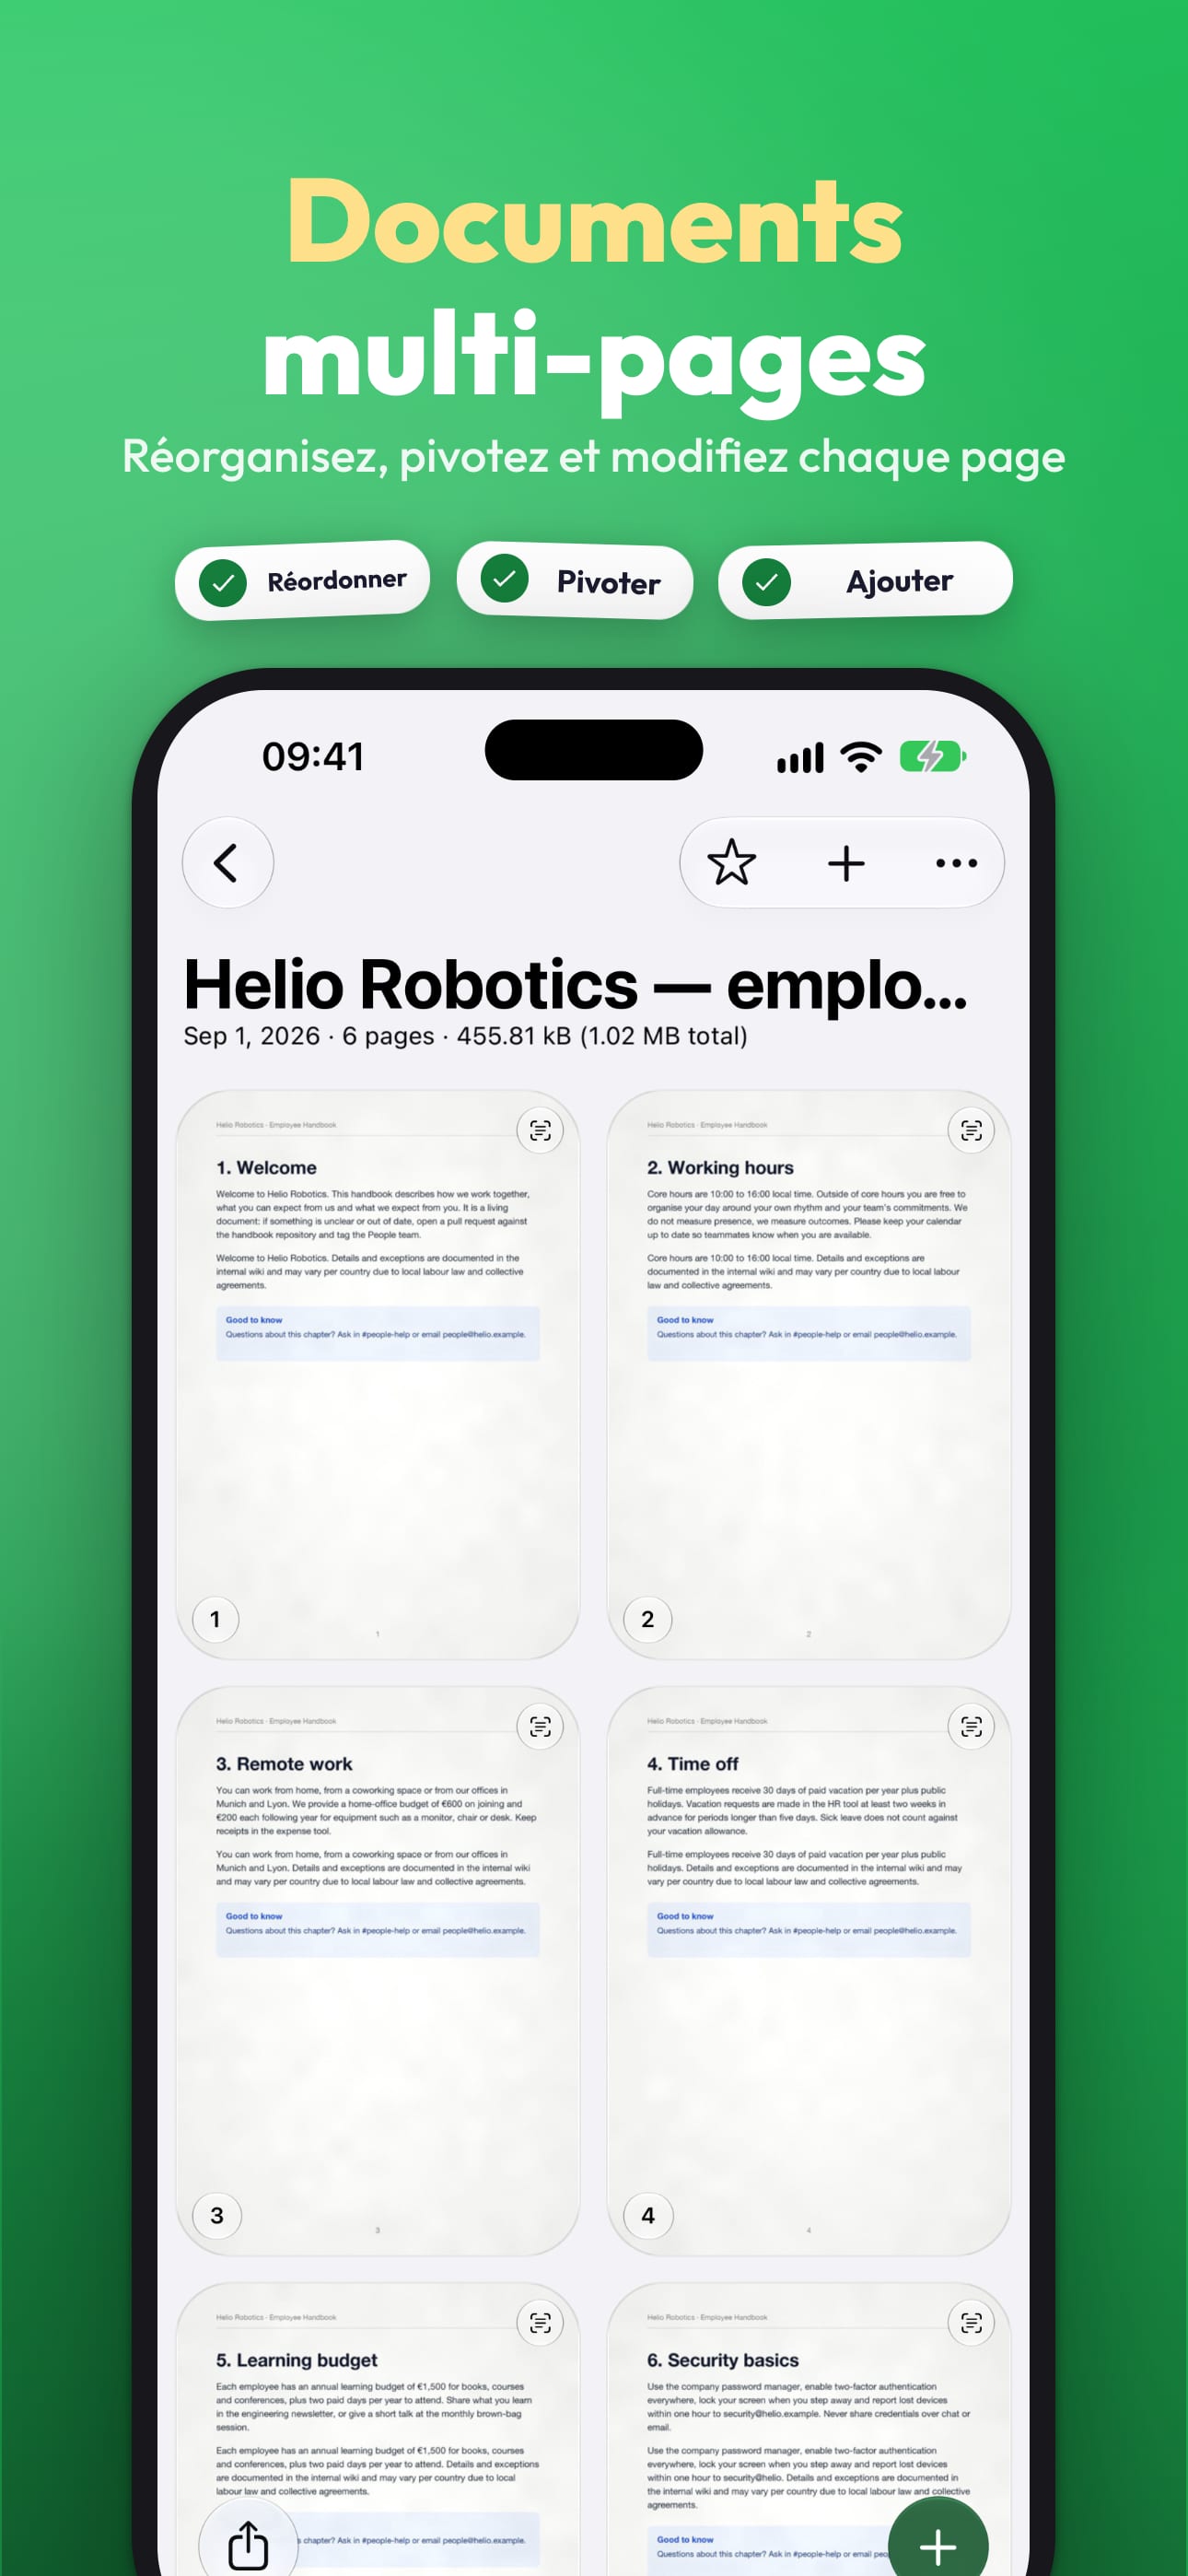 Documents
multi-pages
Réorganisez, pivotez et modifiez chaque page
Réordonner
Pivoter
Ajouter
09:41
Helio Robotics — emplo...
Sep 1, 2026 · 6 pages · 455.81 kB (1.02 MB total)
Helio Robotics · Employee Handbook
1. Welcome
Welcome to Helio Robotics. This handbook describes how we work together,
what you can expect from us and what we expect from you. It is a living
document: if something is unclear or out of date, open a pull request against
the handbook repository and tag the People team.
Welcome to Helio Robotics. Details and exceptions are documented in the
internal wiki and may vary per country due to local labour law and collective
agreements.
Good to know
Questions about this chapter? Ask in #people-help or email people@helio.example.
1
1
Helio Robotics · Employee Handbook
2. Working hours
Core hours are 10:00 to 16:00 local time. Outside of core hours you are free to
organise your day around your own rhythm and your team's commitments. We
do not measure presence, we measure outcomes. Please keep your calendar
up to date so teammates know when you are available.
Core hours are 10:00 to 16:00 local time. Details and exceptions are
documented in the internal wiki and may vary per country due to local labour
law and collective agreements.
Good to know
Questions about this chapter? Ask in #people-help or email people@helio.example.
2
2
Helio Robotics · Employee Handbook
3. Remote work
You can work from home, from a coworking space or from our offices in
Munich and Lyon. We provide a home-office budget of €600 on joining and
€200 each following year for equipment such as a monitor, chair or desk. Keep
receipts in the expense tool.
You can work from home, from a coworking space or from our offices in
Munich and Lyon. Details and exceptions are documented in the internal wiki
and may vary per country due to local labour law and collective agreements.
Good to know
Questions about this chapter? Ask in #people-help or email people@helio.example.
3
3
Helio Robotics · Employee Handbook
4. Time off
Full-time employees receive 30 days of paid vacation per year plus public
holidays. Vacation requests are made in the HR tool at least two weeks in
advance for periods longer than five days. Sick leave does not count against
your vacation allowance.
Full-time employees receive 30 days of paid vacation per year plus public
holidays. Details and exceptions are documented in the internal wiki and may
vary per country due to local labour law and collective agreements.
Good to know
Questions about this chapter? Ask in #people-help or email people@helio.example.
4
4
Helio Robotics · Employee Handbook
5. Learning budget
Each employee has an annual learning budget of €1,500 for books, courses
and conferences, plus two paid days per year to attend. Share what you learn
in the engineering newsletter, or give a short talk at the monthly brown-bag
session.
Each employee has an annual learning budget of €1,500 for books, courses
and conferences, plus two paid days per year to attend. Details and exceptions
are documented in the internal wiki and may vary per country due to local
labour law and collective agreements.
s chapter? Ask in #people-help or email people@helio.example.
Helio Robotics · Employee Handbook
6. Security basics
Use the company password manager, enable two-factor authentication
everywhere, lock your screen when you step away and report lost devices
within one hour to security@helio.example. Never share credentials over chat or
email.
Use the company password manager, enable two-factor authentication
everywhere, lock your screen when you step away and report lost devices
within one hour to security@helio. Details and exceptions are documented in
the internal wiki and may vary per country due to local labour law and collective
agreements.
Good to know
Questions about this chapter? Ask in #people-help or email peo